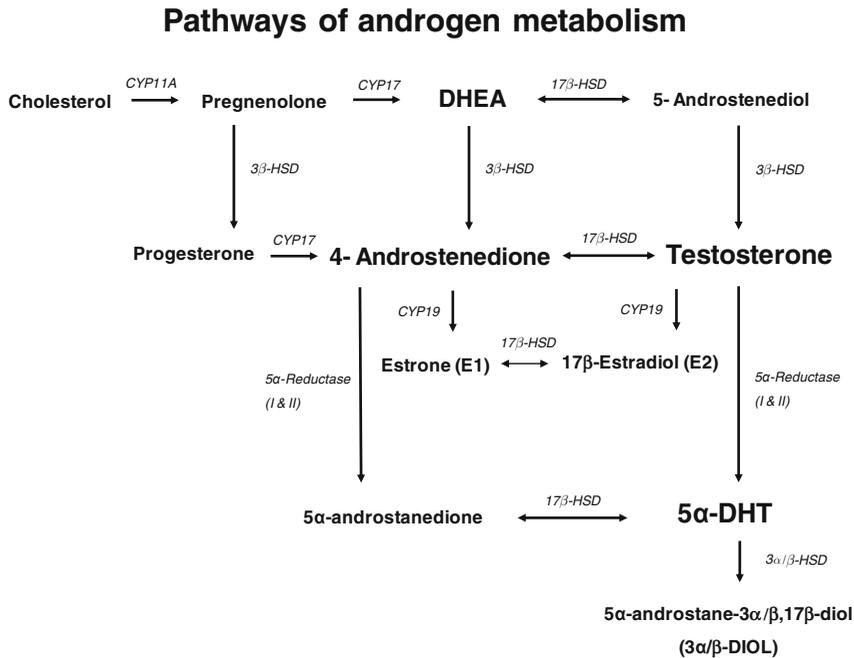 Pathways of androgen metabolism
CYP11A
CYP17
17β-HSD
Cholesterol
Pregnenolone
DHEA
5- Androstenediol
3β-HSD
3β-HSD
3β-HSD
CYP17
17β-HSD
Progesterone
4- Androstenedione
Testosterone
CYP19
CYP19
17β-HSD
Estrone (E1)
17β-Estradiol (E2)
5α-Reductase
(I & II)
5α-Reductase
(I & II)
17β-HSD
5α-androstanedione
5α-DHT
3α/β-HSD
5α-androstane-3α/β,17β-diol
(3α/β-DIOL)